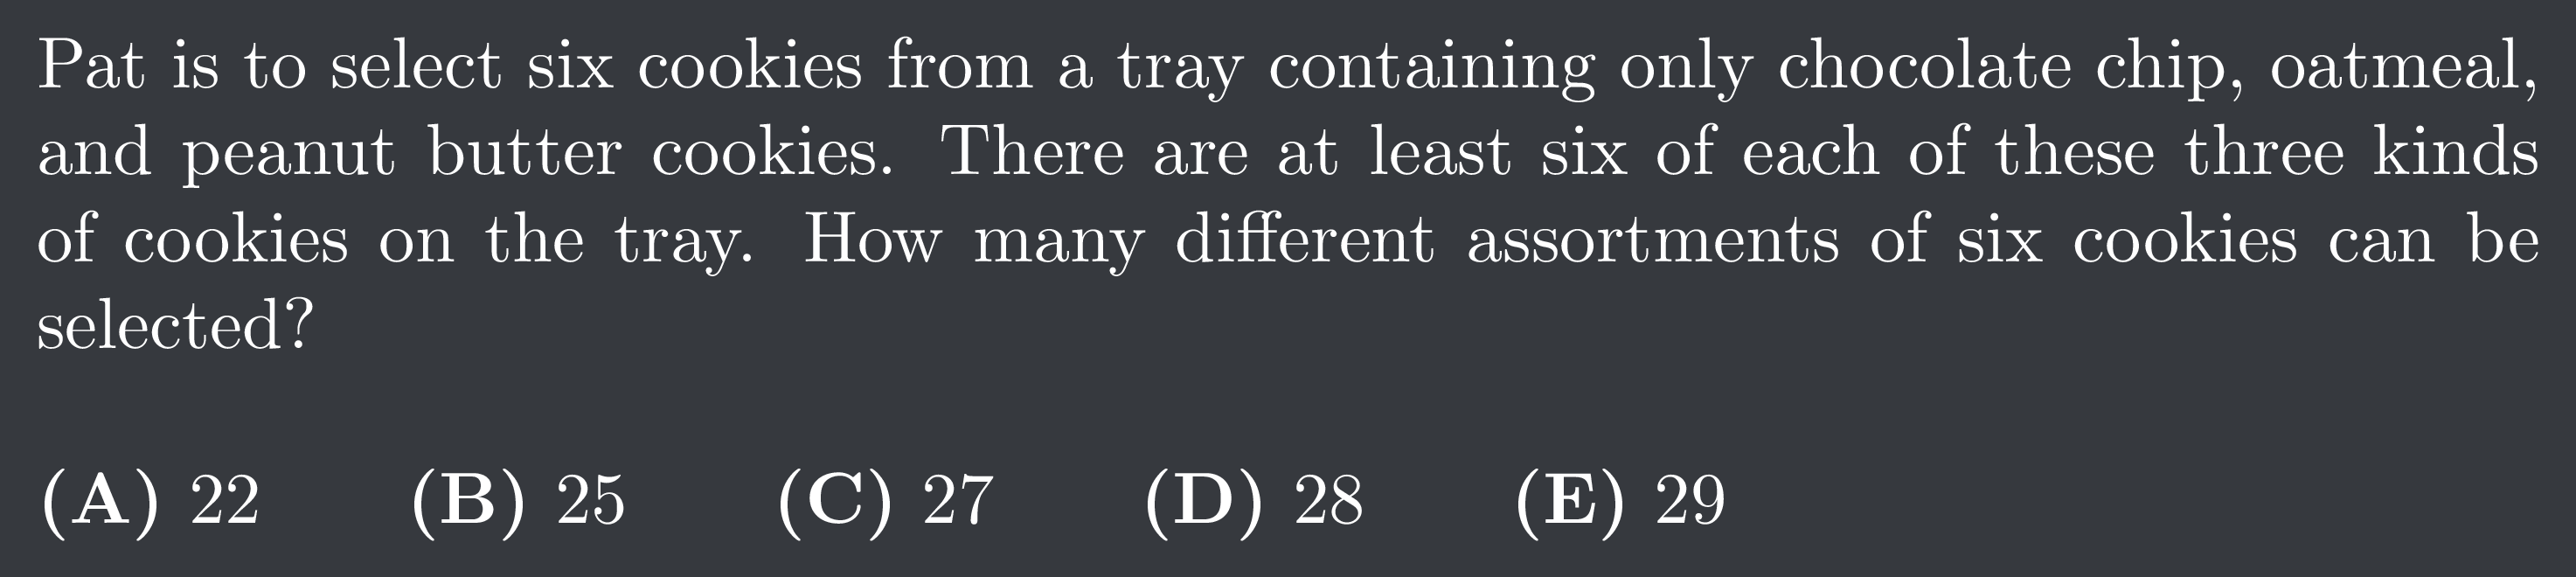 Pat is to select six cookies from a tray containing only chocolate chip, oatmeal,
and peanut butter cookies. There are at least six of each of these three kinds
of cookies on the tray. How many different assortments of six cookies can be
selected?
(A) 22 (B) 25 (C) 27 (D) 28 (E) 29